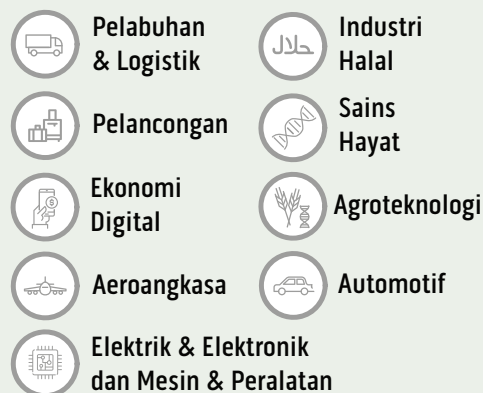 Pelabuhan
& Logistik
حلال
Industri
Halal
Pelancongan
Sains
Hayat
Ekonomi
Digital
$
Agroteknologi
Aeroangkasa
Automotif
Elektrik & Elektronik
dan Mesin & Peralatan